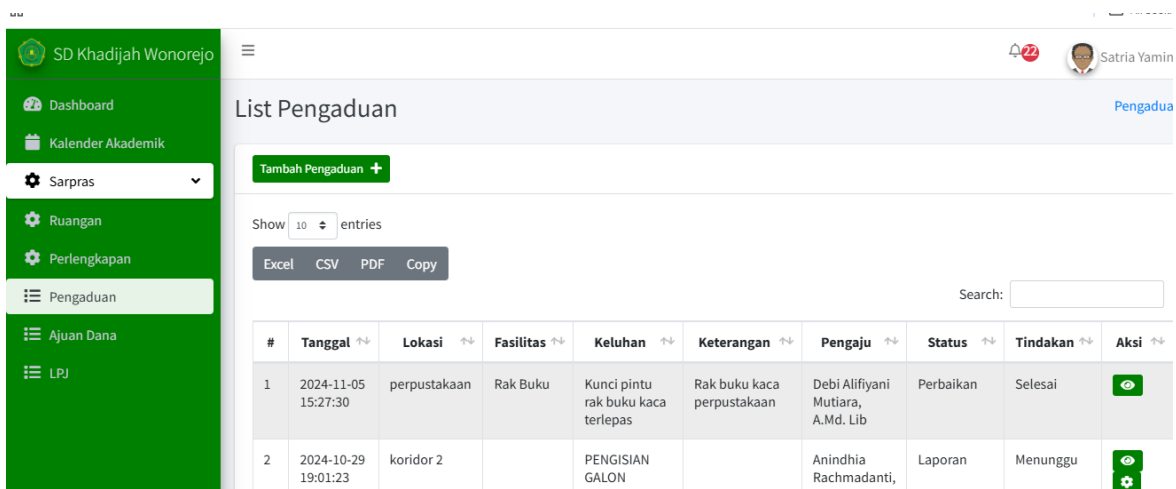 SD Khadijah Wonorejo
22
Satria Yamin
Dashboard
Kalender Akademik
Sarpras
Ruangan
Perlengkapan
Pengaduan
Ajuan Dana
LPJ
List Pengaduan
Pengadua
Tambah Pengaduan +
Show 10 entries
Excel CSV PDF Copy
Search:
# Tanggal Lokasi Fasilitas Keluhan Keterangan Pengaju Status Tindakan Aksi
1 2024-11-05 perpustakaan Rak Buku Kunci pintu Rak buku kaca Debi Alifiyani Perbaikan Selesai
15:27:30 rak buku kaca perpustakaan Mutiara,
terlepas A.Md. Lib
2 2024-10-29 koridor 2 PENGISIAN Anindhia Laporan Menunggu
19:01:23 GALON Rachmadanti,